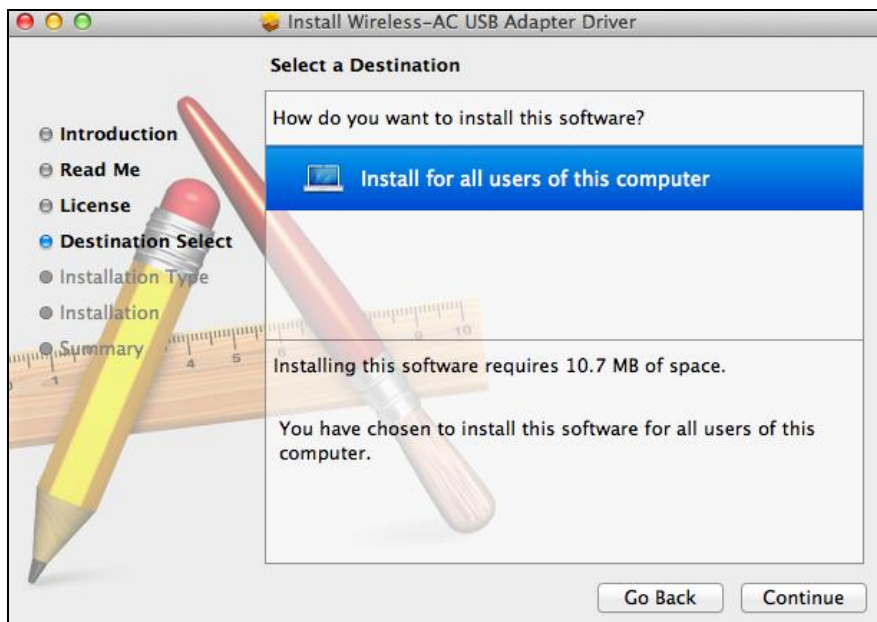 Install Wireless-AC USB Adapter Driver
Select a Destination
Introduction
Read Me
License
Destination Select
Installation Type
Installation
Summary
How do you want to install this software?
Install for all users of this computer
Installing this software requires 10.7 MB of space.
You have chosen to install this software for all users of this
computer.
Go Back
Continue